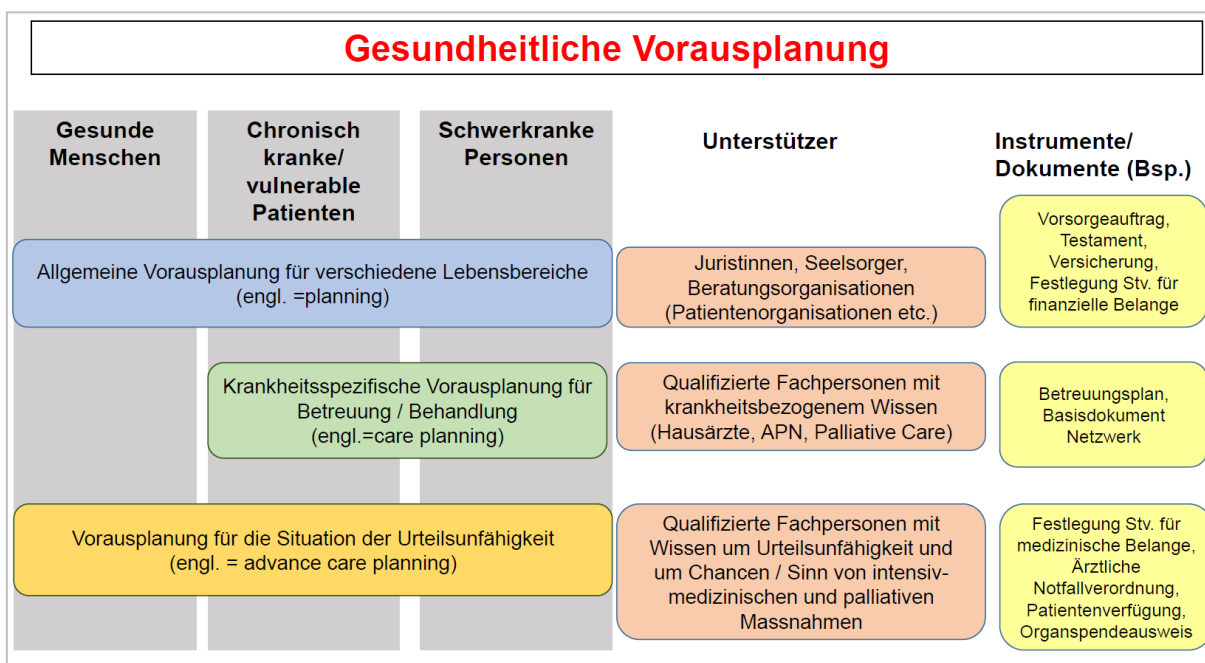 Gesundheitliche Vorausplanung
Gesunde
Menschen
Chronisch
kranke/
vulnerable
Patienten
Schwerkranke
Personen
Unterstützer
Instrumente/
Dokumente (Bsp.)
Allgemeine Vorausplanung für verschiedene Lebensbereiche
(engl. =planning)
Juristinnen, Seelsorger,
Beratungsorganisationen
(Patientenorganisationen etc.)
Vorsorgeauftrag,
Testament,
Versicherung,
Festlegung Stv. für
finanzielle Belange
Krankheitsspezifische Vorausplanung für
Betreuung / Behandlung
(engl.=care planning)
Qualifizierte Fachpersonen mit
krankheitsbezogenem Wissen
(Hausärzte, APN, Palliative Care)
Betreuungsplan,
Basisdokument
Netzwerk
Vorausplanung für die Situation der Urteilsunfähigkeit
(engl. = advance care planning)
Qualifizierte Fachpersonen mit
Wissen um Urteilsunfähigkeit und
um Chancen / Sinn von intensiv-
medizinischen und palliativen
Massnahmen
Festlegung Stv. für
medizinische Belange,
Ärztliche
Notfallverordnung,
Patientenverfügung,
Organspendeausweis